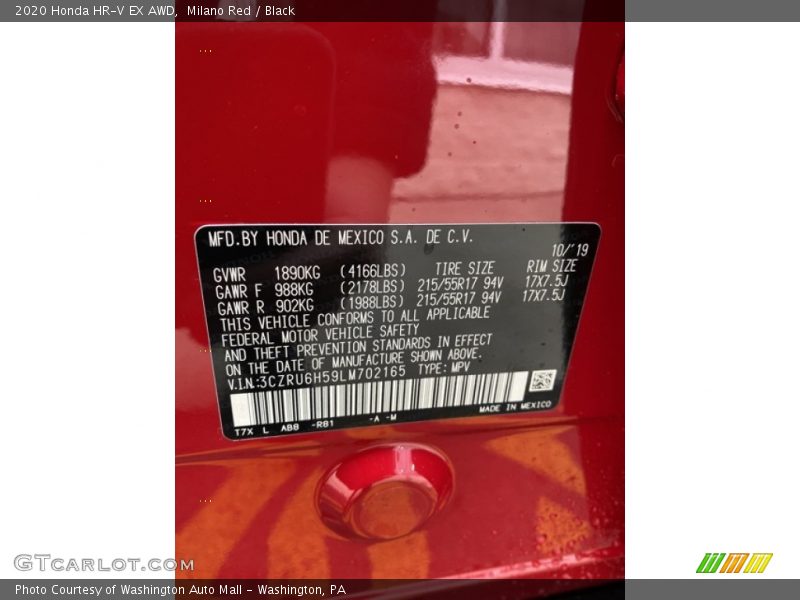 2020 Honda HR-V EX AWD,  Milano Red / Black
MFD.BY HONDA DE MEXICO S.A. DE C.V.
10/'19
GVWR 1890KG (4166LBS) TIRE SIZE RIM SIZE
GAWR F 988KG (2178LBS) 215/55R17 94V 17X7.5J
GAWR R 902KG (1988LBS) 215/55R17 94V 17X7.5J
THIS VEHICLE CONFORMS TO ALL APPLICABLE
FEDERAL MOTOR VEHICLE SAFETY
AND THEFT PREVENTION STANDARDS IN EFFECT
ON THE DATE OF MANUFACTURE SHOWN ABOVE.
V.I.N:3CZRU6H59LM702165 TYPE: MPV
T7X L AB8 -R81 -A -M MADE IN MEXICO
GTcarlot.com
Photo Courtesy of Washington Auto Mall - Washington, PA